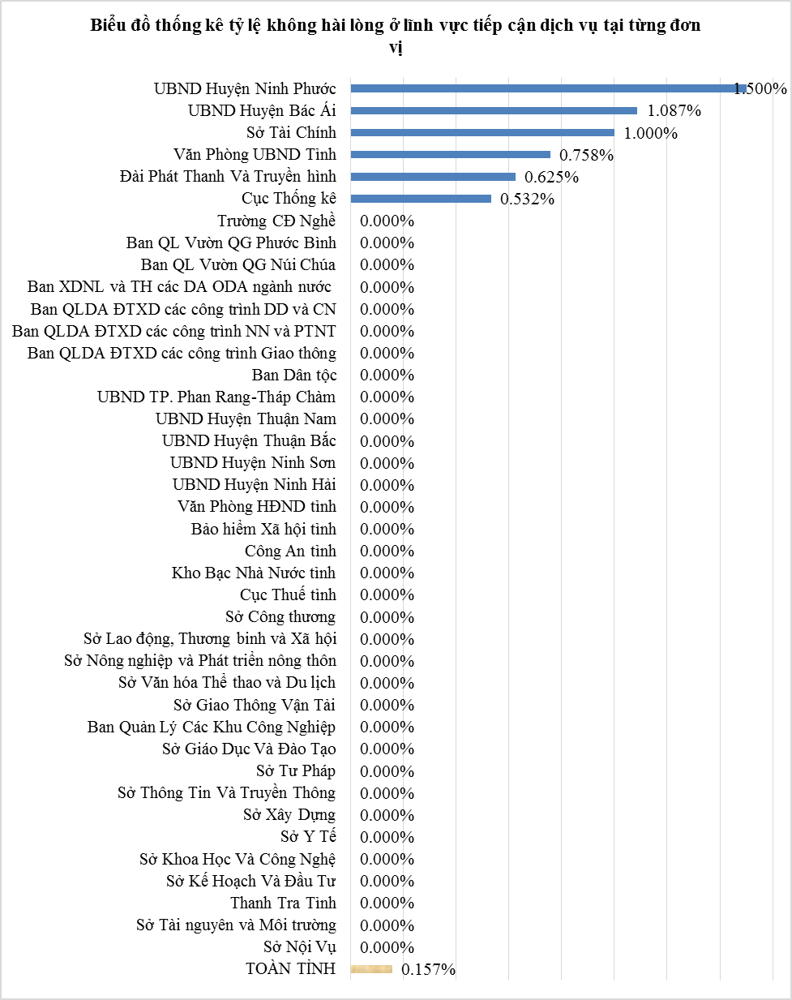 Biểu đồ thống kê tỷ lệ không hài lòng ở lĩnh vực tiếp cận dịch vụ tại từng đơn
vị
UBND Huyện Ninh Phước 1.500%
UBND Huyện Bác Ái 1.087%
Sở Tài Chính 1.000%
Văn Phòng UBND Tỉnh 0.758%
Đài Phát Thanh Và Truyền hình 0.625%
Cục Thống kê 0.532%
Trường CĐ Nghề 0.000%
Ban QL Vườn QG Phước Bình 0.000%
Ban QL Vườn QG Núi Chúa 0.000%
Ban XDNL và TH các DA ODA ngành nước 0.000%
Ban QLDA ĐTXD các công trình DD và CN 0.000%
Ban QLDA ĐTXD các công trình NN và PTNT 0.000%
Ban QLDA ĐTXD các công trình Giao thông 0.000%
Ban Dân tộc 0.000%
UBND TP. Phan Rang-Tháp Chàm 0.000%
UBND Huyện Thuận Nam 0.000%
UBND Huyện Thuận Bắc 0.000%
UBND Huyện Ninh Sơn 0.000%
UBND Huyện Ninh Hải 0.000%
Văn Phòng HĐND tỉnh 0.000%
Bảo hiểm Xã hội tỉnh 0.000%
Công An tỉnh 0.000%
Kho Bạc Nhà Nước tỉnh 0.000%
Cục Thuế tỉnh 0.000%
Sở Công thương 0.000%
Sở Lao động, Thương binh và Xã hội 0.000%
Sở Nông nghiệp và Phát triển nông thôn 0.000%
Sở Văn hóa Thể thao và Du lịch 0.000%
Sở Giao Thông Vận Tải 0.000%
Ban Quản Lý Các Khu Công Nghiệp 0.000%
Sở Giáo Dục Và Đào Tạo 0.000%
Sở Tư Pháp 0.000%
Sở Thông Tin Và Truyền Thông 0.000%
Sở Xây Dựng 0.000%
Sở Y Tế 0.000%
Sở Khoa Học Và Công Nghệ 0.000%
Sở Kế Hoạch Và Đầu Tư 0.000%
Thanh Tra Tỉnh 0.000%
Sở Tài nguyên và Môi trường 0.000%
Sở Nội Vụ 0.000%
TOÀN TỈNH 0.157%